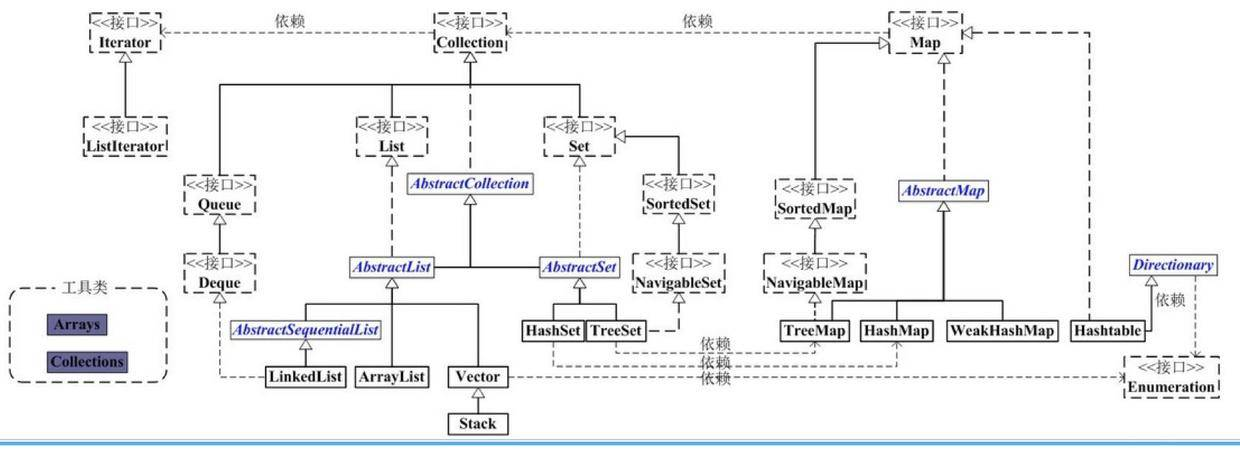 <<接口>>
Iterator
依赖
<<接口>>
Collection
依赖
<<接口>>
Map
<<接口>>
ListIterator
<<接口>>
List
<<接口>>
Set
AbstractCollection
<<接口>>
Queue
<<接口>>
SortedSet
<<接口>>
SortedMap
AbstractMap
<<接口>>
Deque
AbstractList
AbstractSet
<<接口>>
NavigableSet
<<接口>>
NavigableMap
Directionary
依赖
工具类
Arrays
Collections
AbstractSequentialList
HashSet
TreeSet
TreeMap
HashMap
WeakHashMap
Hashtable
依赖
依赖
依赖
LinkedList
ArrayList
Vector
<<接口>>
Enumeration
Stack